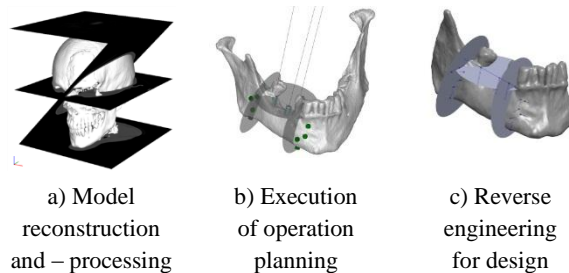 a) Model
reconstruction
and – processing
b) Execution
of operation
planning
c) Reverse
engineering
for design